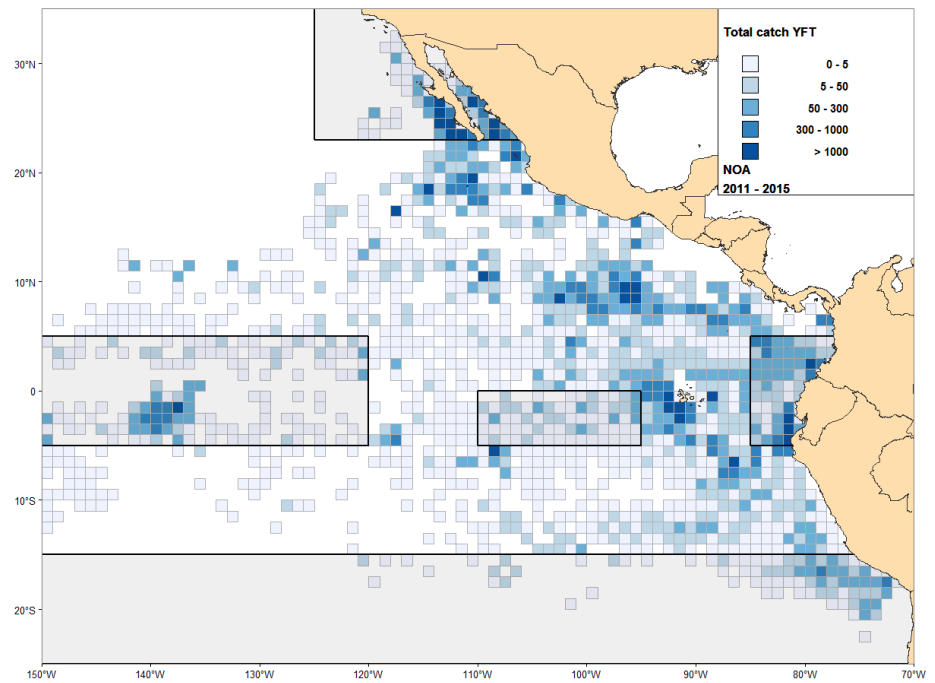 Total catch YFT
0 - 5
5 - 50
50 - 300
300 - 1000
> 1000
NOA
2011 - 2015
30°N
20°N
10°N
0
10°S
20°S
150°W 140°W 130°W 120°W 110°W 100°W 90°W 80°W 70°W